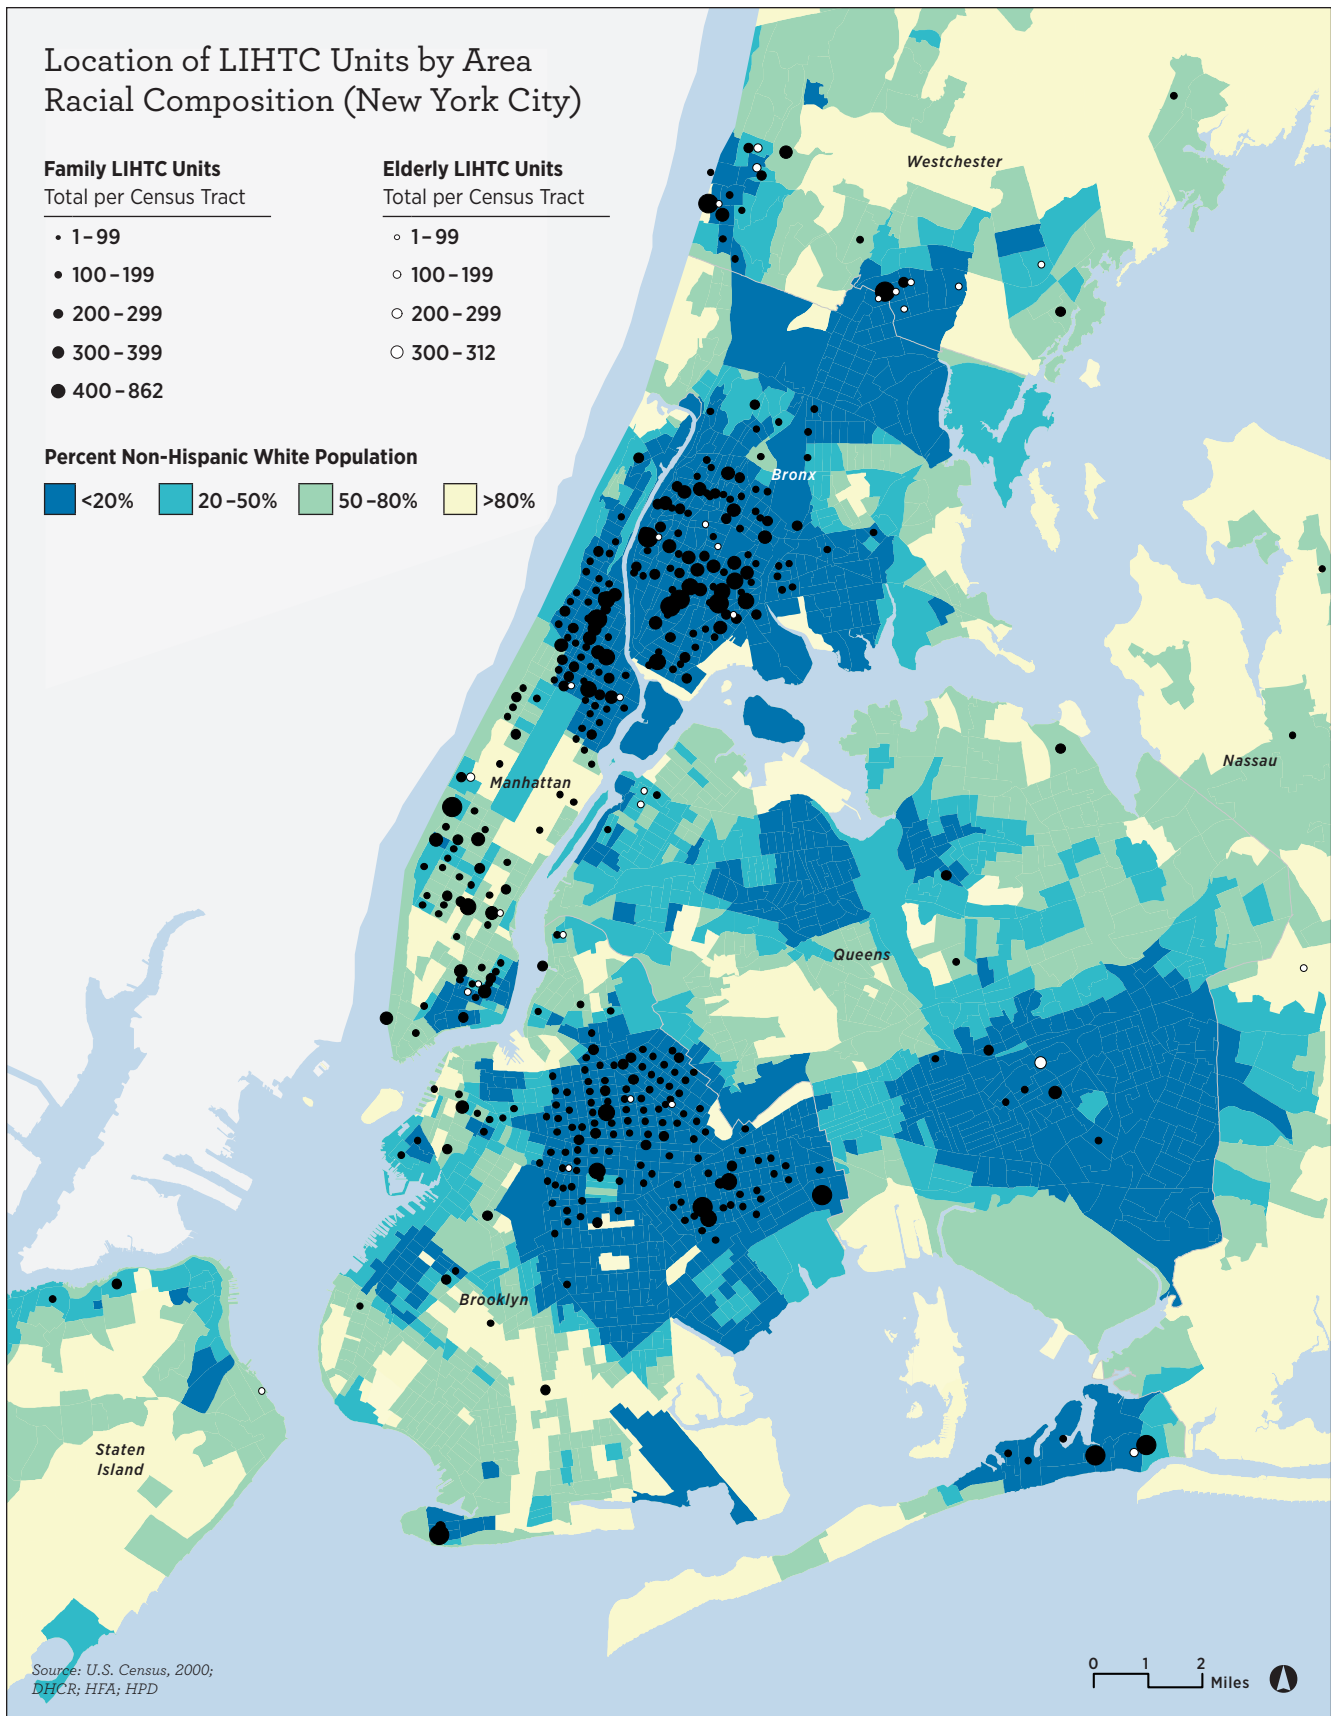 Location of LIHTC Units by Area
Racial Composition (New York City)
Family LIHTC Units
Total per Census Tract
1–99
100–199
200–299
300–399
400–862
Elderly LIHTC Units
Total per Census Tract
1–99
100–199
200–299
300–312
Percent Non-Hispanic White Population
<20%
20–50%
50–80%
>80%
Westchester
Bronx
Nassau
Manhattan
Queens
Brooklyn
Staten
Island
Source: U.S. Census, 2000;
DHCR; HFA; HPD
0 1 2
Miles